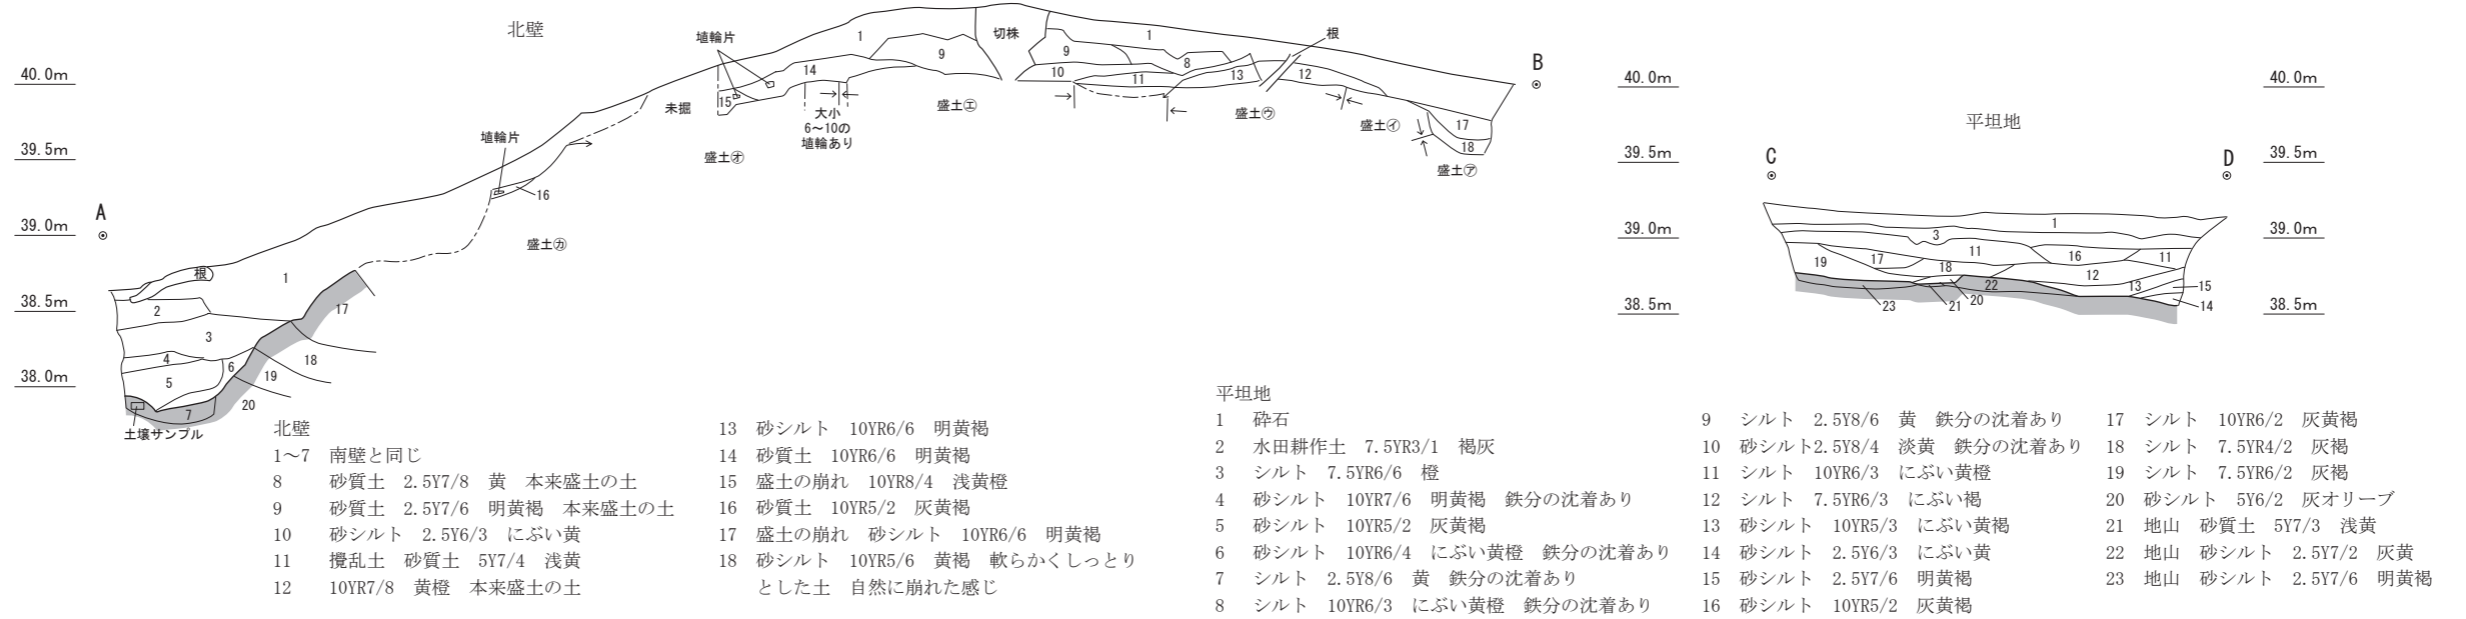 北壁
40.0m
39.5m
39.0m
38.5m
38.0m
A
根
1
2
3
4
5
6
7
17
18
19
20
土壌サンプル
埴輪片
16
盛土㋕
未掘
埴輪片
15
14
盛土㋔
大小
6〜10の
埴輪あり
1
9
盛土㋓
切株
1
9
8
10
11
13
12
根
盛土㋒
盛土㋑
17
18
盛土㋐
B
40.0m
39.5m
39.0m
38.5m
平坦地
C
D
1
3
11
16
11
19
17
18
12
13
15
14
22
20
21
23
40.0m
39.5m
39.0m
38.5m
北壁
1〜7 南壁と同じ
8 砂質土 2.5Y7/8 黄 本来盛土の土
9 砂質土 2.5Y7/6 明黄褐 本来盛土の土
10 砂シルト 2.5Y6/3 にぶい黄
11 攪乱土 砂質土 5Y7/4 浅黄
12 10YR7/8 黄橙 本来盛土の土
13 砂シルト 10YR6/6 明黄褐
14 砂質土 10YR6/6 明黄褐
15 盛土の崩れ 10YR8/4 浅黄橙
16 砂質土 10YR5/2 灰黄褐
17 盛土の崩れ 砂シルト 10YR6/6 明黄褐
18 砂シルト 10YR5/6 黄褐 軟らかくしっとり
とした土 自然に崩れた感じ
平坦地
1 砕石
2 水田耕作土 7.5YR3/1 褐灰
3 シルト 7.5YR6/6 橙
4 砂シルト 10YR7/6 明黄褐 鉄分の沈着あり
5 砂シルト 10YR5/2 灰黄褐
6 砂シルト 10YR6/4 にぶい黄橙 鉄分の沈着あり
7 シルト 2.5Y8/6 黄 鉄分の沈着あり
8 シルト 10YR6/3 にぶい黄橙 鉄分の沈着あり
9 シルト 2.5Y8/6 黄 鉄分の沈着あり
10 砂シルト2.5Y8/4 淡黄 鉄分の沈着あり
11 シルト 10YR6/3 にぶい黄橙
12 シルト 7.5YR6/3 にぶい褐
13 砂シルト 10YR5/3 にぶい黄褐
14 砂シルト 2.5Y6/3 にぶい黄
15 砂シルト 2.5Y7/6 明黄褐
16 砂シルト 10YR5/2 灰黄褐
17 シルト 10YR6/2 灰黄褐
18 シルト 7.5YR4/2 灰褐
19 シルト 7.5YR6/2 灰褐
20 砂シルト 5Y6/2 灰オリーブ
21 地山 砂質土 5Y7/3 浅黄
22 地山 砂シルト 2.5Y7/2 灰黄
23 地山 砂シルト 2.5Y7/6 明黄褐